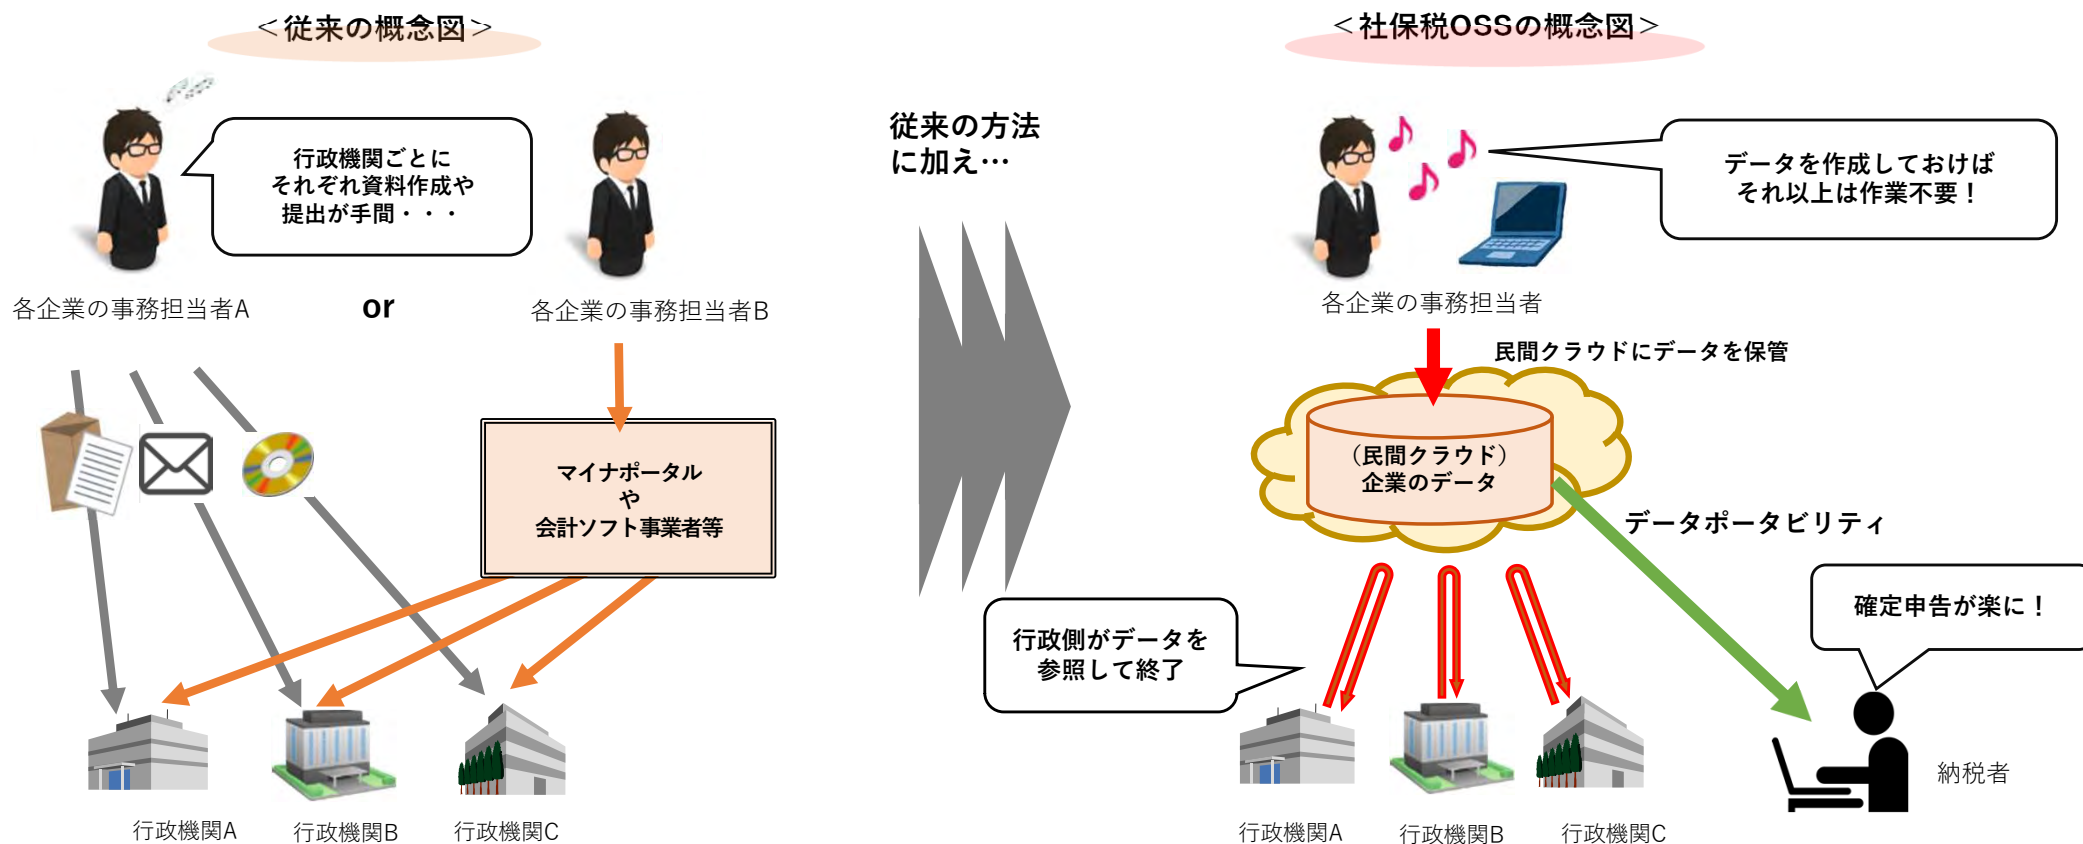 ＜従来の概念図＞
行政機関ごとに
それぞれ資料作成や
提出が手間・・・
各企業の事務担当者A
or
各企業の事務担当者B
マイナポータル
や
会計ソフト事業者等
行政機関A
行政機関B
行政機関C
従来の方法
に加え…
＜社保税OSSの概念図＞
データを作成しておけば
それ以上は作業不要！
各企業の事務担当者
民間クラウドにデータを保管
（民間クラウド）
企業のデータ
データポータビリティ
行政側がデータを
参照して終了
確定申告が楽に！
納税者
行政機関A
行政機関B
行政機関C